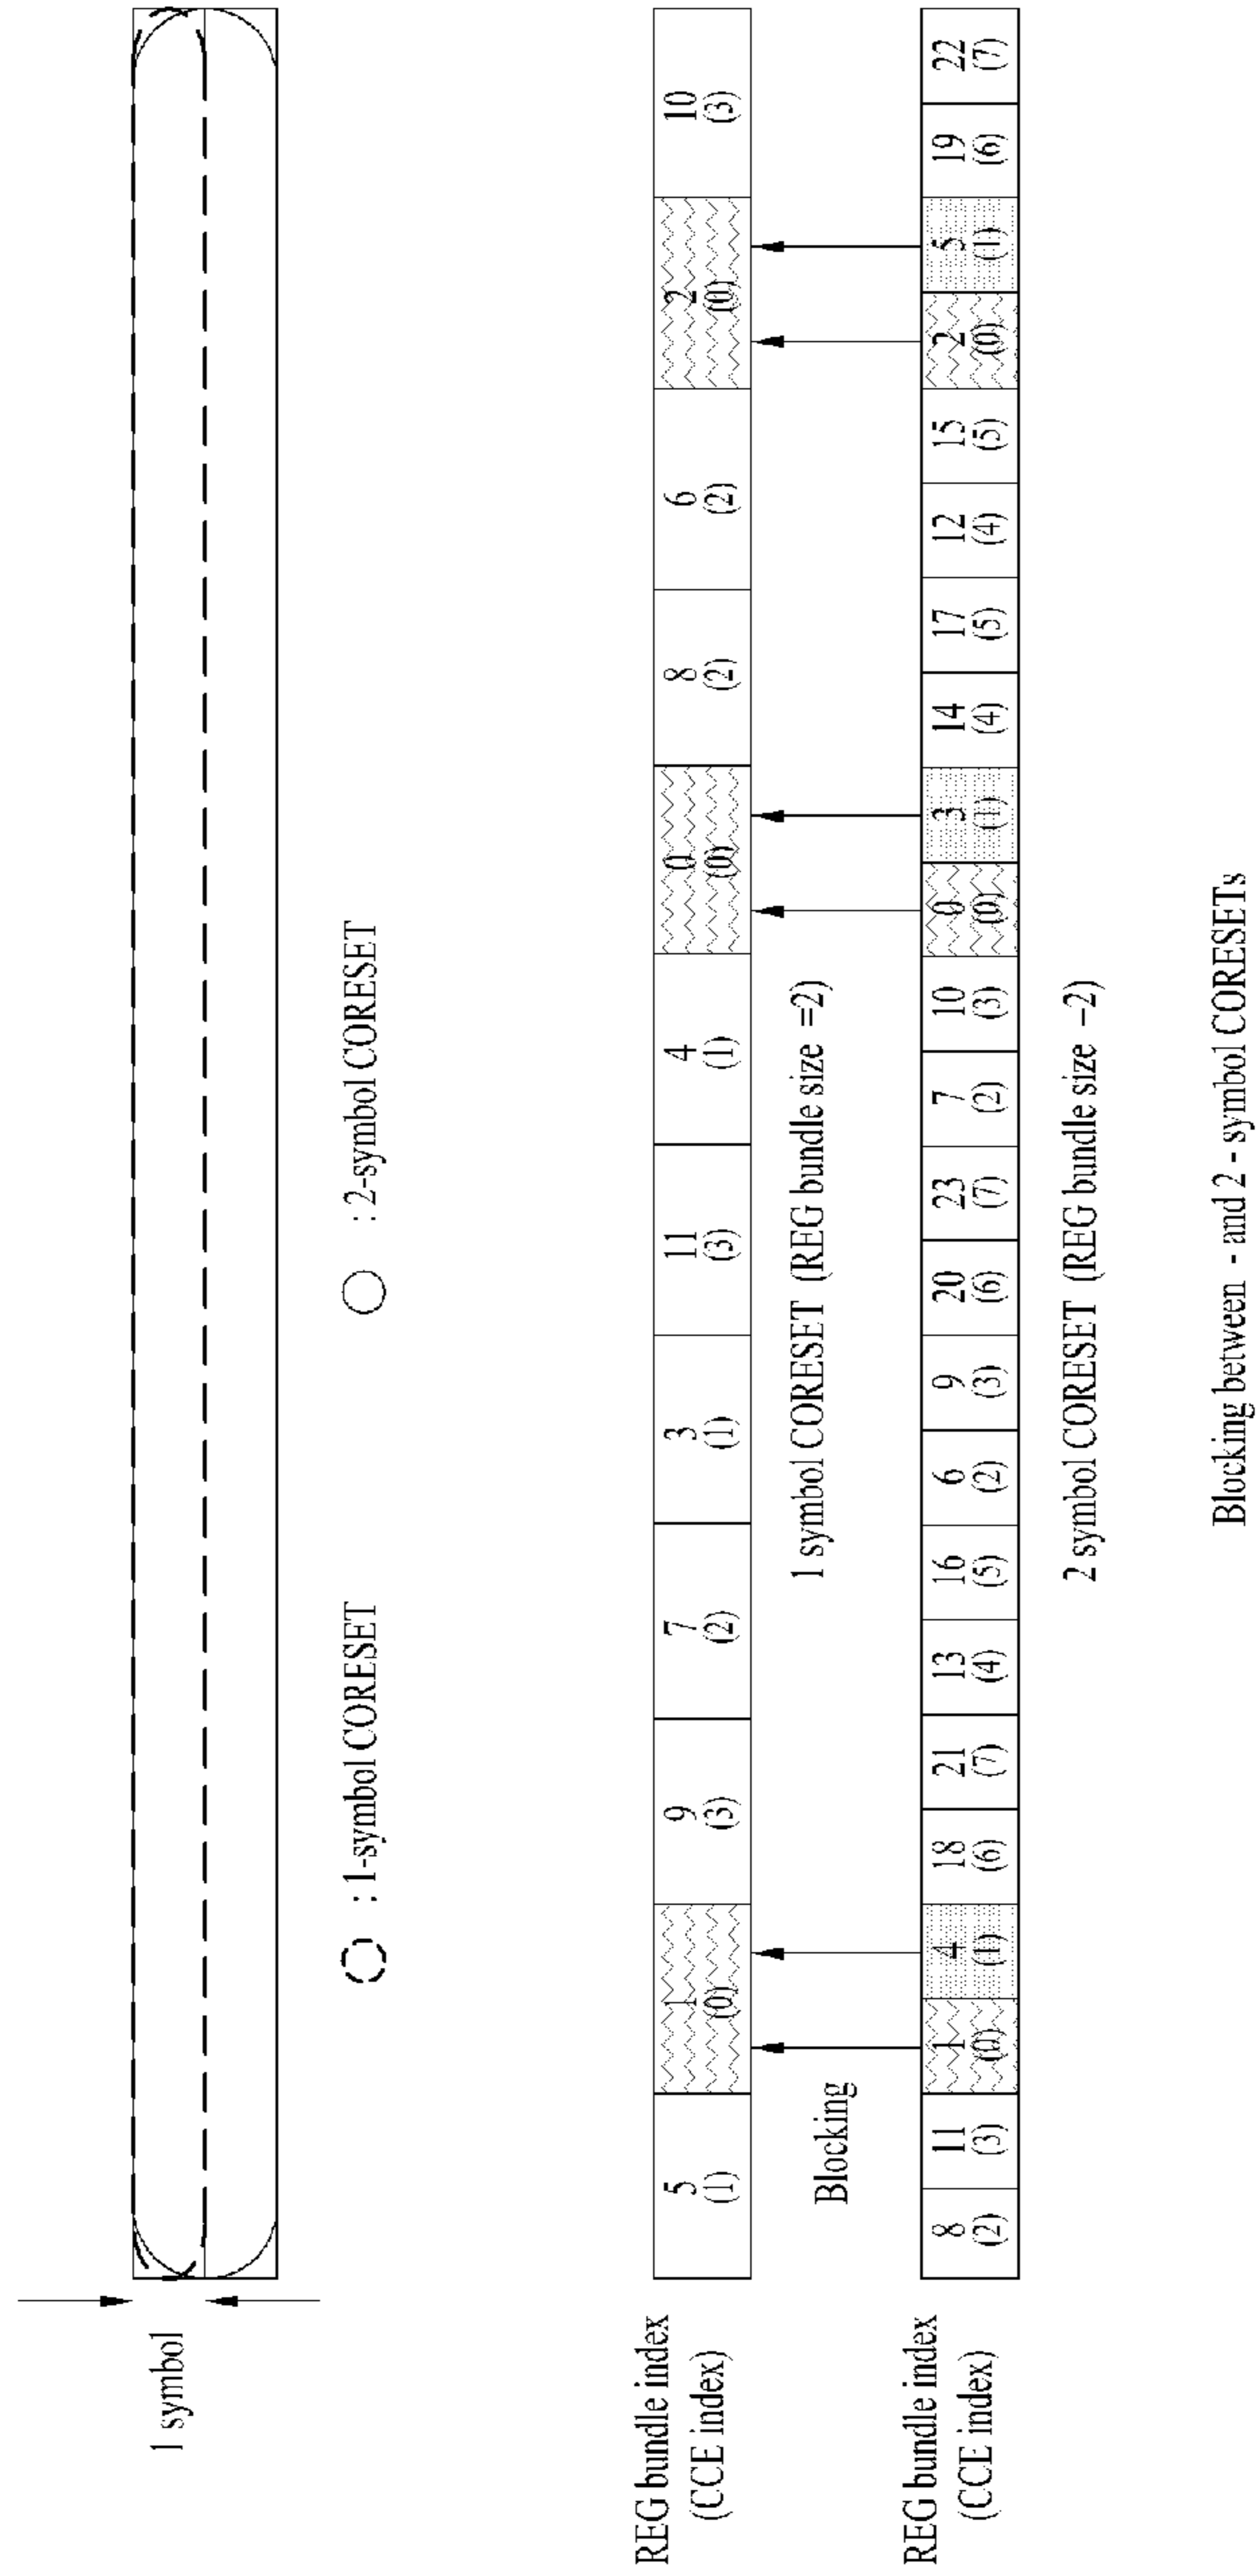 1 symbol
: 1-symbol CORESET
: 2-symbol CORESET
REG bundle index 5 1 9 7 3 11 4 0 8 6 2 10
(CCE index) (1) (0) (3) (2) (1) (3) (1) (0) (2) (2) (0) (3)
1 symbol CORESET (REG bundle size =2)
Blocking
REG bundle index 8 11 1 4 18 21 13 16 6 9 20 23 7 10 0 3 14 17 12 15 2 5 19 22
(CCE index) (2) (3) (0) (1) (6) (7) (4) (5) (2) (3) (6) (7) (2) (3) (0) (1) (4) (5) (4) (5) (0) (1) (6) (7)
2 symbol CORESET (REG bundle size −2)
Blocking between - and 2 - symbol CORESETs